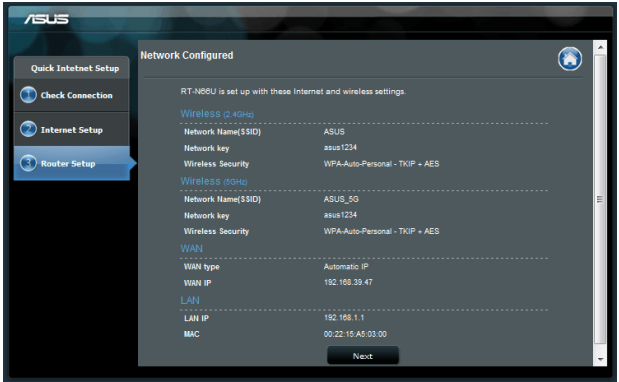 ASUS
Quick Intetnet Setup
1 Check Connection
2 Internet Setup
3 Router Setup
Network Configured
RT-N66U is set up with these Internet and wireless settings.
Wireless (2.4GHz)
Network Name(SSID) ASUS
Network key asus1234
Wireless Security WPA-Auto-Personal - TKIP + AES
Wireless (5GHz)
Network Name(SSID) ASUS_5G
Network key asus1234
Wireless Security WPA-Auto-Personal - TKIP + AES
WAN
WAN type Automatic IP
WAN IP 192.168.39.47
LAN
LAN IP 192.168.1.1
MAC 00:22:15:A5:03:00
Next